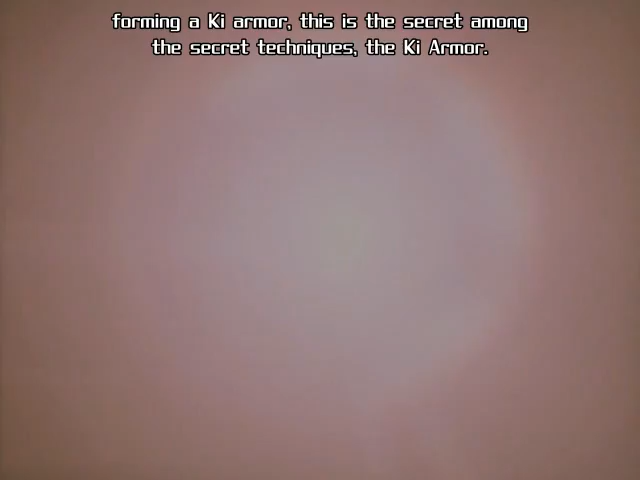 forming a Ki armor, this is the secret among
the secret techniques, the Ki Armor.